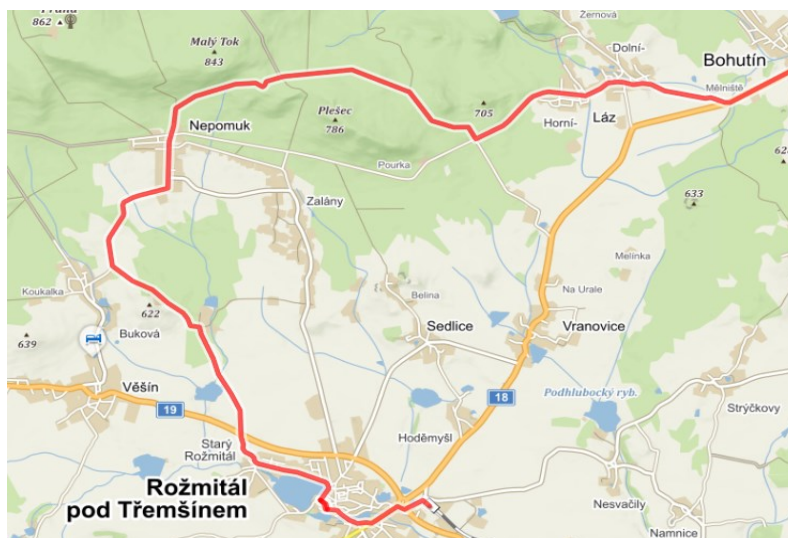 Praha
862
Malý Tok
843
Zernová
Dolní-
Bohutín
Mělniště
Plešec
786
705
Nepomuk
Horní-
Láz
Pourka
Zalány
633
Melínka
Koukalka
622
Belina
Na Urale
Buková
639
Sedlice
Vranovice
Věšín
19
18
Podhlubocký ryb.
Strýčkovy
Starý
Rožmitál
Hoděmyšl
Rožmitál
pod Třemšínem
Nesvačily
Namnice